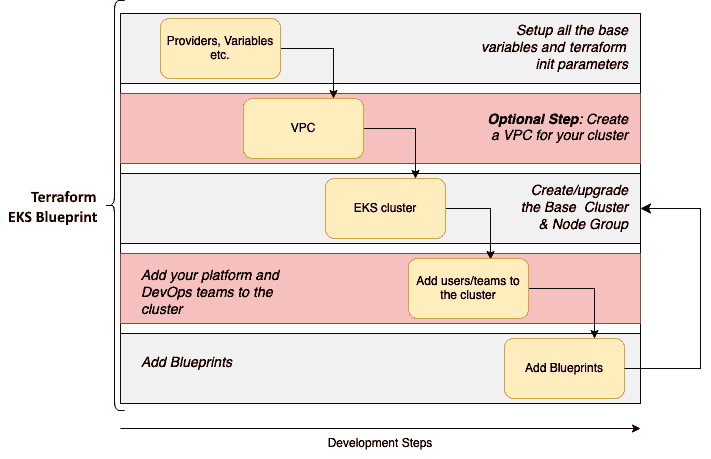 Providers, Variables
etc.
Setup all the base
variables and terraform
init parameters
VPC
Optional Step: Create
a VPC for your cluster
Terraform
EKS Blueprint
EKS cluster
Create/upgrade
the Base Cluster
& Node Group
Add your platform and
DevOps teams to the
cluster
Add users/teams to
the cluster
Add Blueprints
Add Blueprints
Development Steps